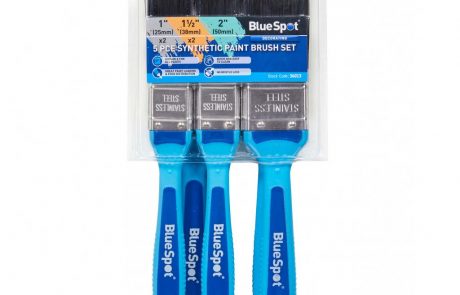 1" 1½" 2"
(25mm) (38mm) (50mm)
x2 x2
BlueSpot®
DECORATING
5 PCE SYNTHETIC PAINT BRUSH SET
STAINLESS STEEL
STAINLESS STEEL
STAINLESS STEEL
BlueSpot
BlueSpot
BlueSpot
BlueSpot